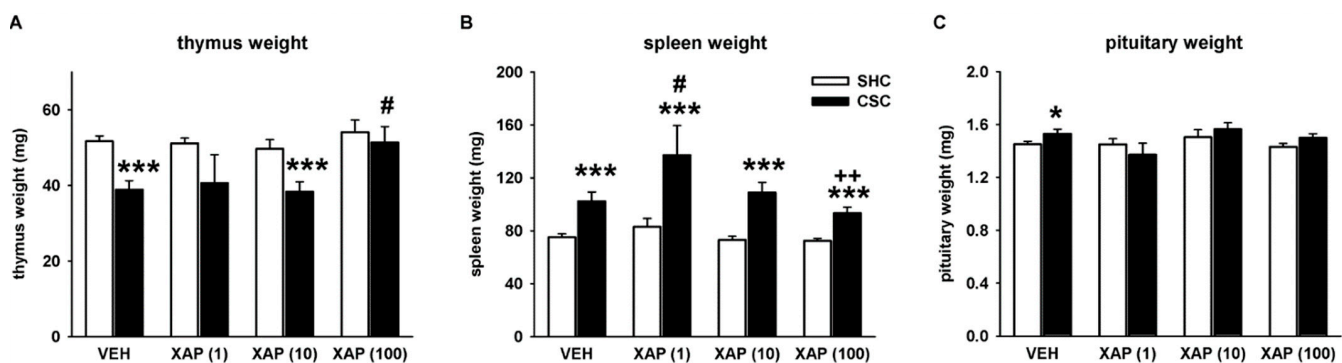 A
thymus weight
thymus weight (mg)
60
40
20
0
***
***
#
VEH
XAP (1)
XAP (10)
XAP (100)
B
spleen weight
spleen weight (mg)
200
160
120
80
40
0
***
#
***
***
++
***
SHC
CSC
VEH
XAP (1)
XAP (10)
XAP (100)
C
pituitary weight
pituitary weight (mg)
2.0
1.6
1.2
0.8
0.4
0.0
*
VEH
XAP (1)
XAP (10)
XAP (100)